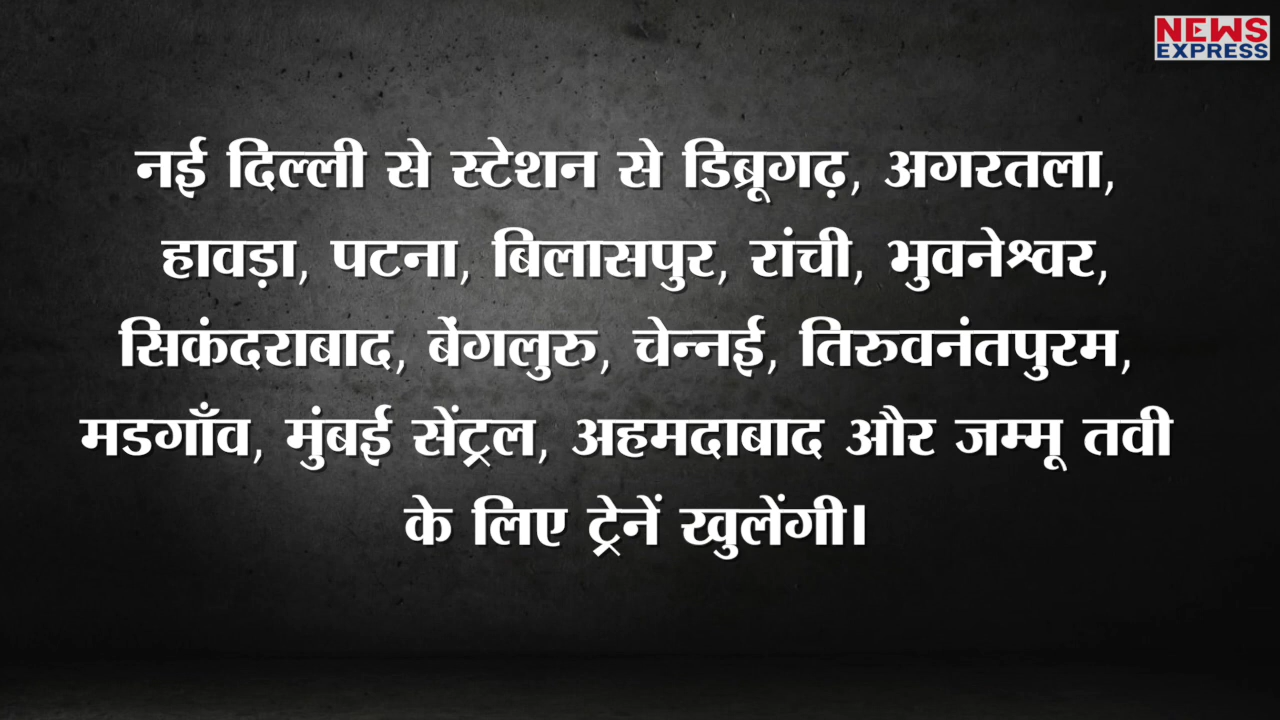 NEWS
EXPRESS
नई दिल्ली से स्टेशन से डिब्रूगढ़, अगरतला,
हावड़ा, पटना, बिलासपुर, रांची, भुवनेश्वर,
सिकंदराबाद, बेंगलुरु, चेन्नई, तिरुवनंतपुरम,
मडगाँव, मुंबई सेंट्रल, अहमदाबाद और जम्मू तवी
के लिए ट्रेनें खुलेंगी।